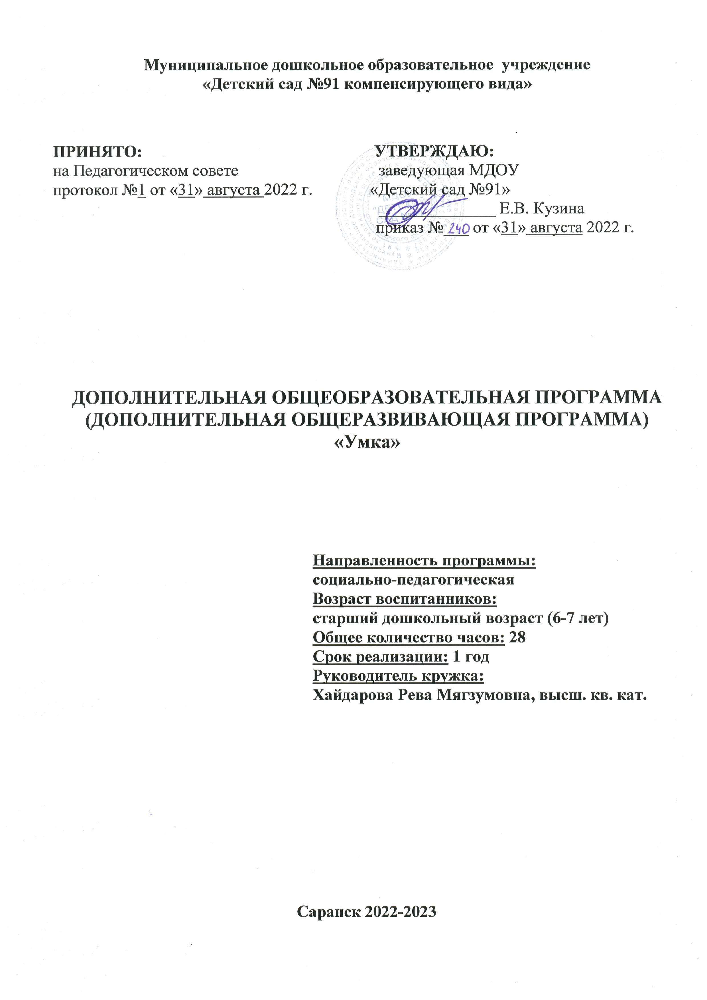 Муниципальное дошкольное образовательное учреждение
«Детский сад №91 компенсирующего вида»
ПРИНЯТО:
на Педагогическом совете
протокол №1 от «31» августа 2022 г.
УТВЕРЖДАЮ:
заведующая МДОУ
«Детский сад №91»
Е.В. Кузина
приказ № 240 от «31» августа 2022 г.
ДОПОЛНИТЕЛЬНАЯ ОБЩЕОБРАЗОВАТЕЛЬНАЯ ПРОГРАММА
(ДОПОЛНИТЕЛЬНАЯ ОБЩЕРАЗВИВАЮЩАЯ ПРОГРАММА)
«Умка»
Направленность программы:
социально-педагогическая
Возраст воспитанников:
старший дошкольный возраст (6-7 лет)
Общее количество часов: 28
Срок реализации: 1 год
Руководитель кружка:
Хайдарова Рева Мягзумовна, высш. кв. кат.
Саранск 2022-2023